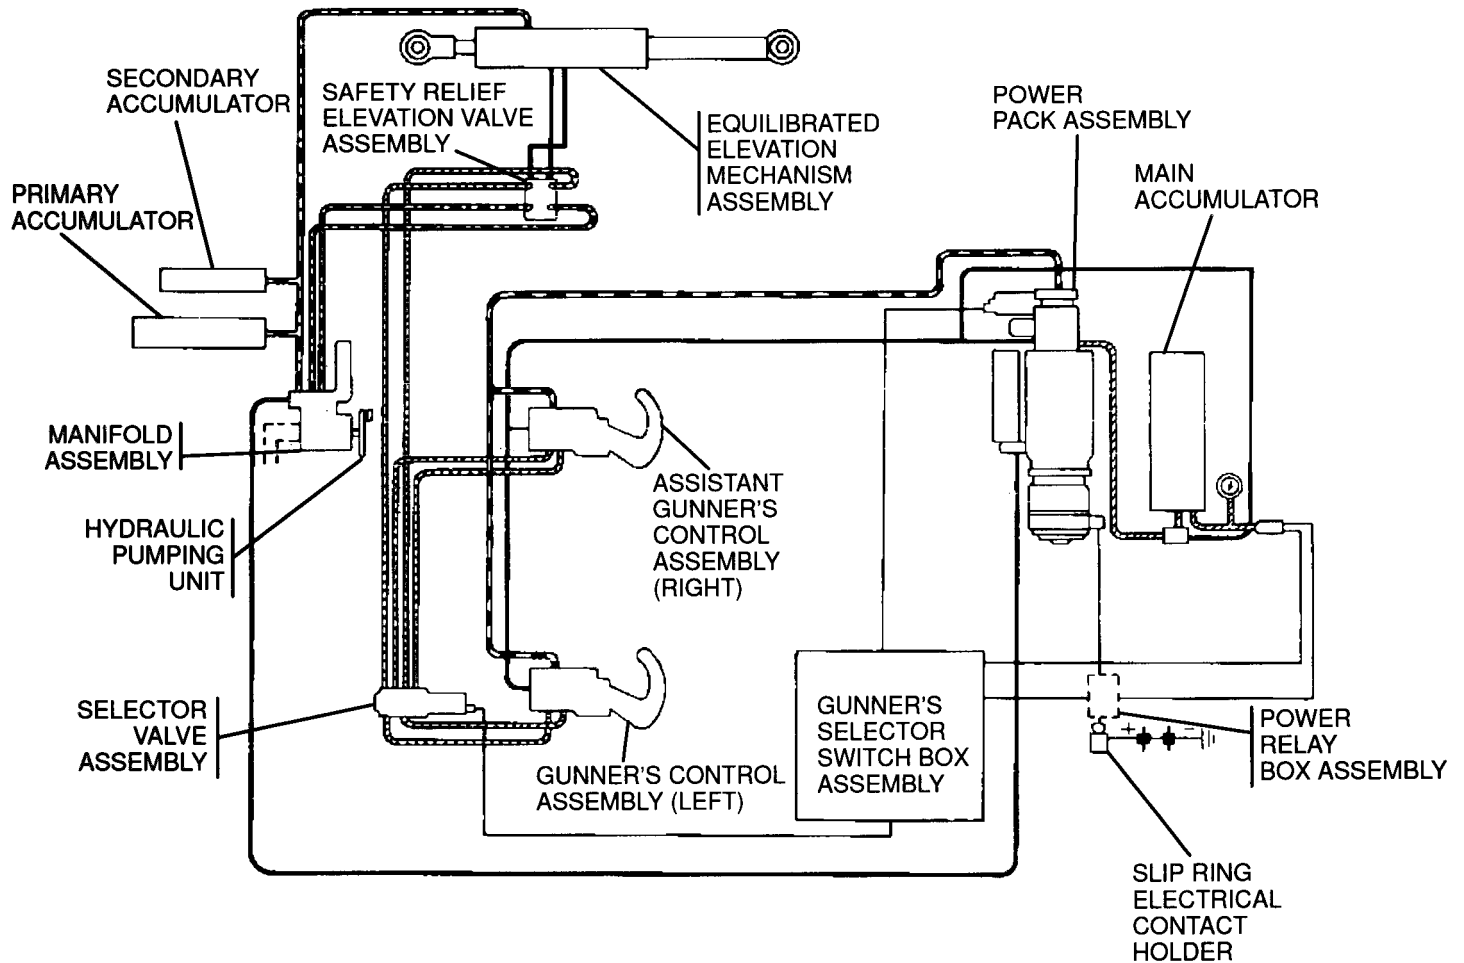 SECONDARY
ACCUMULATOR
SAFETY RELIEF
ELEVATION VALVE
ASSEMBLY
EQUILIBRATED
ELEVATION
MECHANISM
ASSEMBLY
POWER
PACK ASSEMBLY
MAIN
ACCUMULATOR
PRIMARY
ACCUMULATOR
MANIFOLD
ASSEMBLY
HYDRAULIC
PUMPING
UNIT
ASSISTANT
GUNNER'S
CONTROL
ASSEMBLY
(RIGHT)
SELECTOR
VALVE
ASSEMBLY
GUNNER'S CONTROL
ASSEMBLY (LEFT)
GUNNER'S
SELECTOR
SWITCH BOX
ASSEMBLY
+ −
POWER
RELAY
BOX ASSEMBLY
SLIP RING
ELECTRICAL
CONTACT
HOLDER